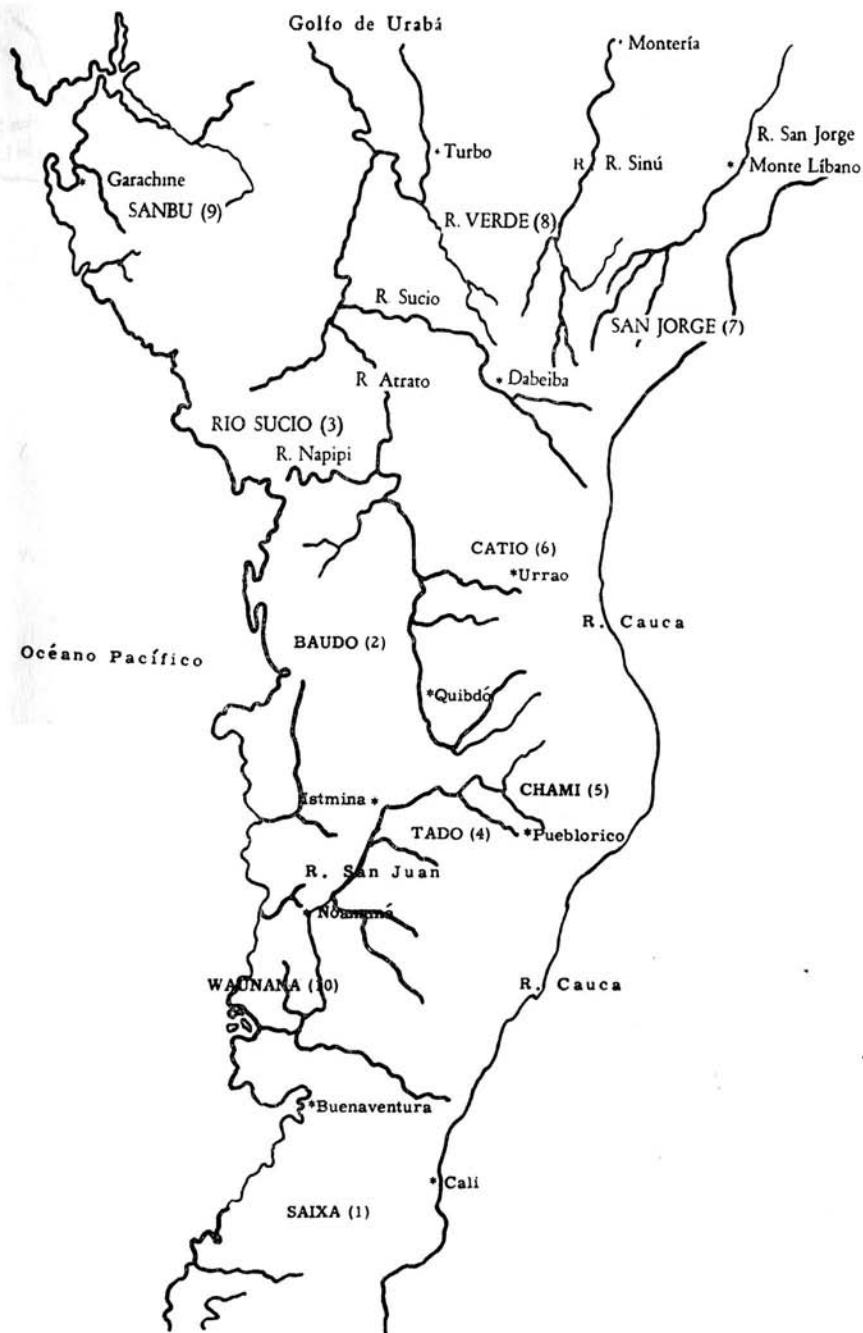 Golfo de Urabá
Montería
R. San Jorge
Turbo
R. R. Sinú
Monte Líbano
Garachine
SANBU (9)
R. VERDE (8)
R. Sucio
SAN JORGE (7)
R Atrato
Dabeiba
RIO SUCIO (3)
R. Napipi
CATIO (6)
Urrao
R. Cauca
BAUDO (2)
Océano Pacífico
Quibdó
Istmina
CHAMI (5)
TADO (4)
Pueblorico
R. San Juan
Noanamá
WAUNANA (10)
R. Cauca
Buenaventura
Cali
SAIXA (1)